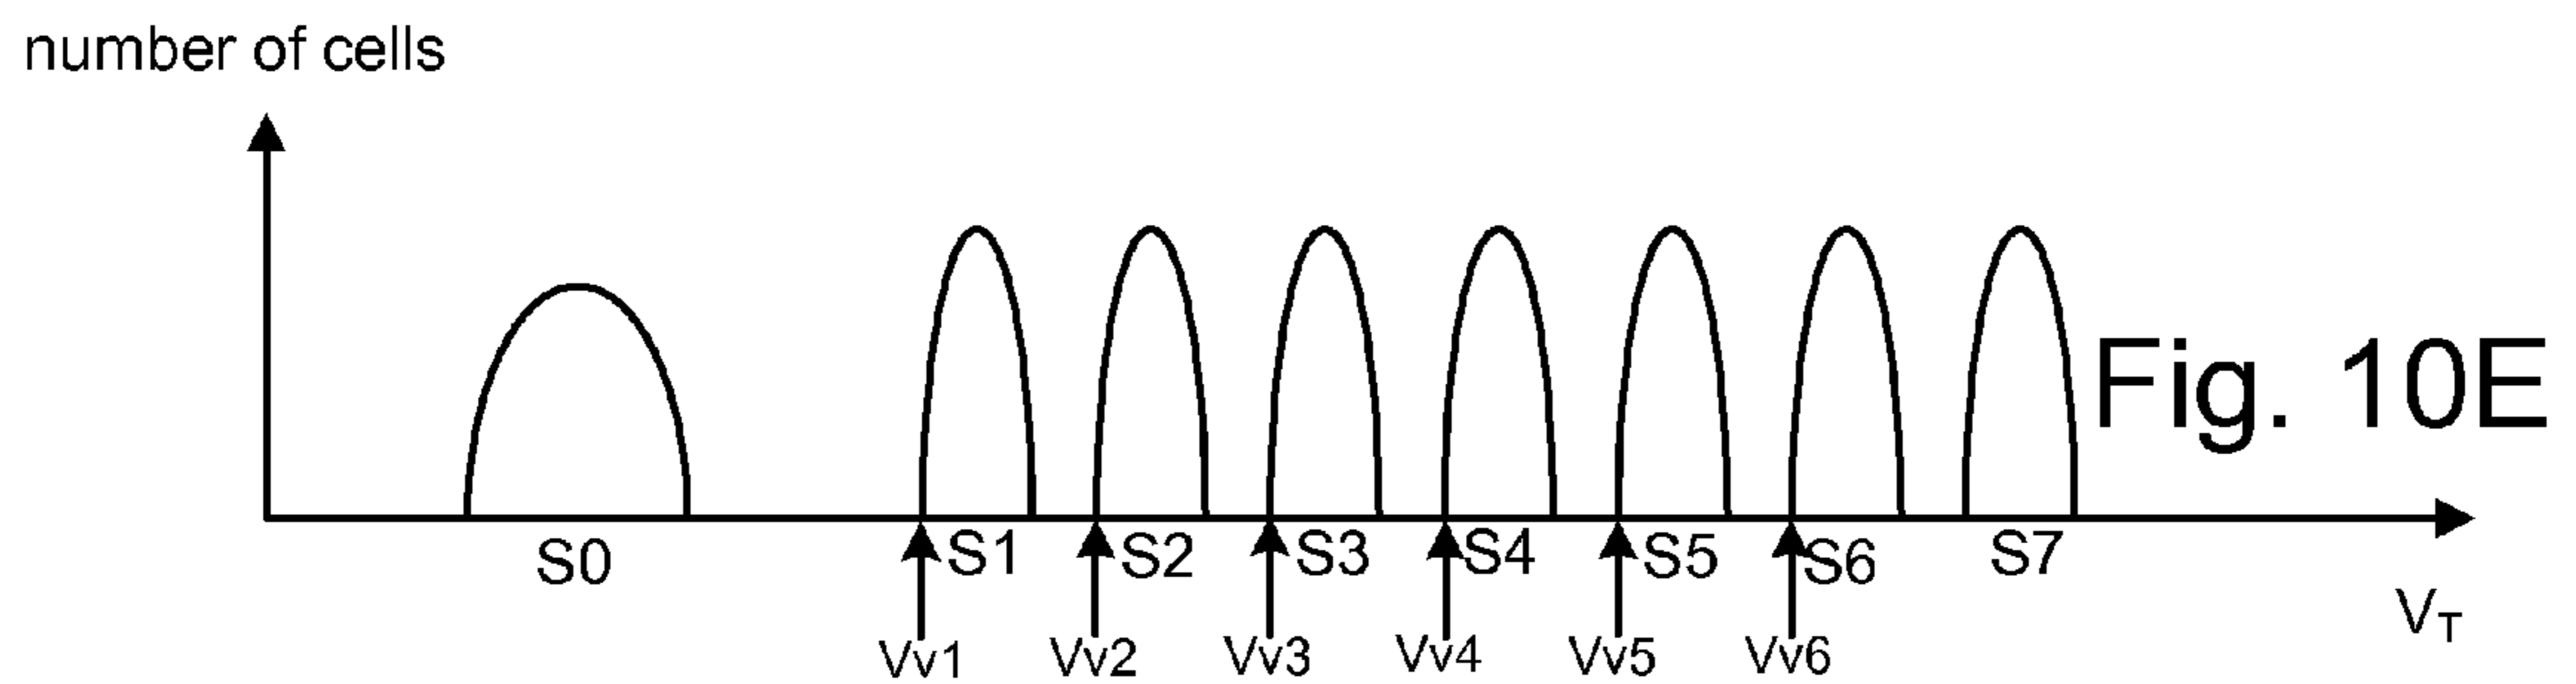 number of cells
Fig. 10E
S0 S1 S2 S3 S4 S5 S6 S7
V_T
Vv1 Vv2 Vv3 Vv4 Vv5 Vv6